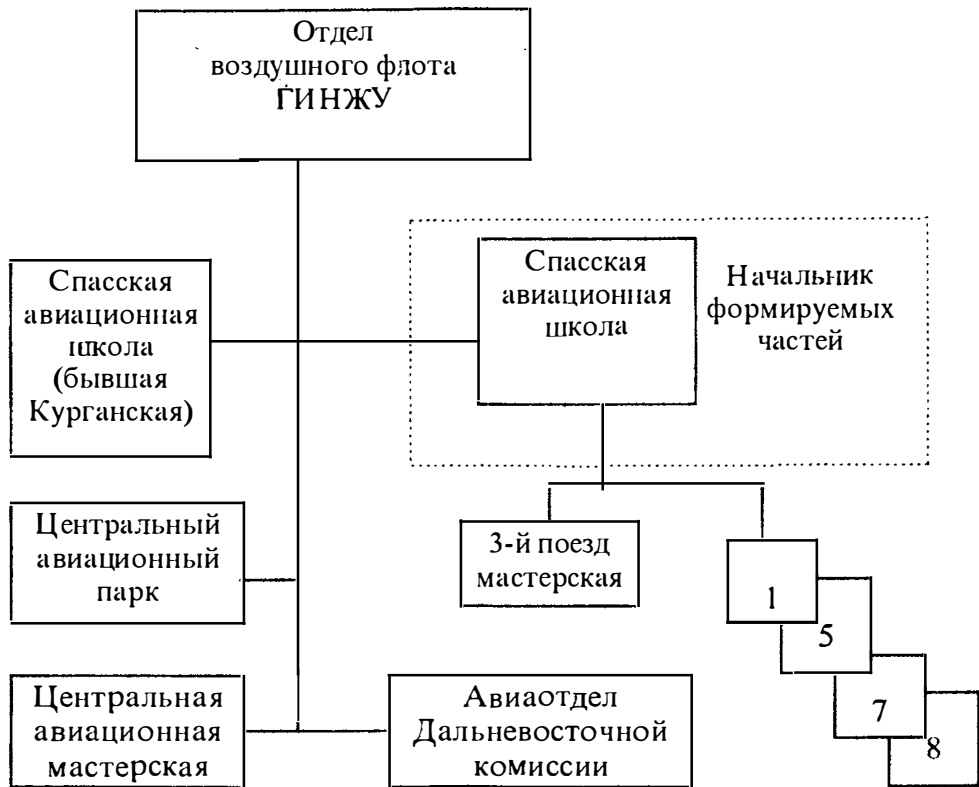 Отдел
воздушного флота
ГИНЖУ
Спасская
авиационная
школа
(бывшая
Курганская)
Спасская
авиационная
школа
Начальник
формируемых
частей
Центральный
авиационный
парк
3-й поезд
мастерская
1
5
7
8
Центральная
авиационная
мастерская
Авиаотдел
Дальневосточной
комиссии